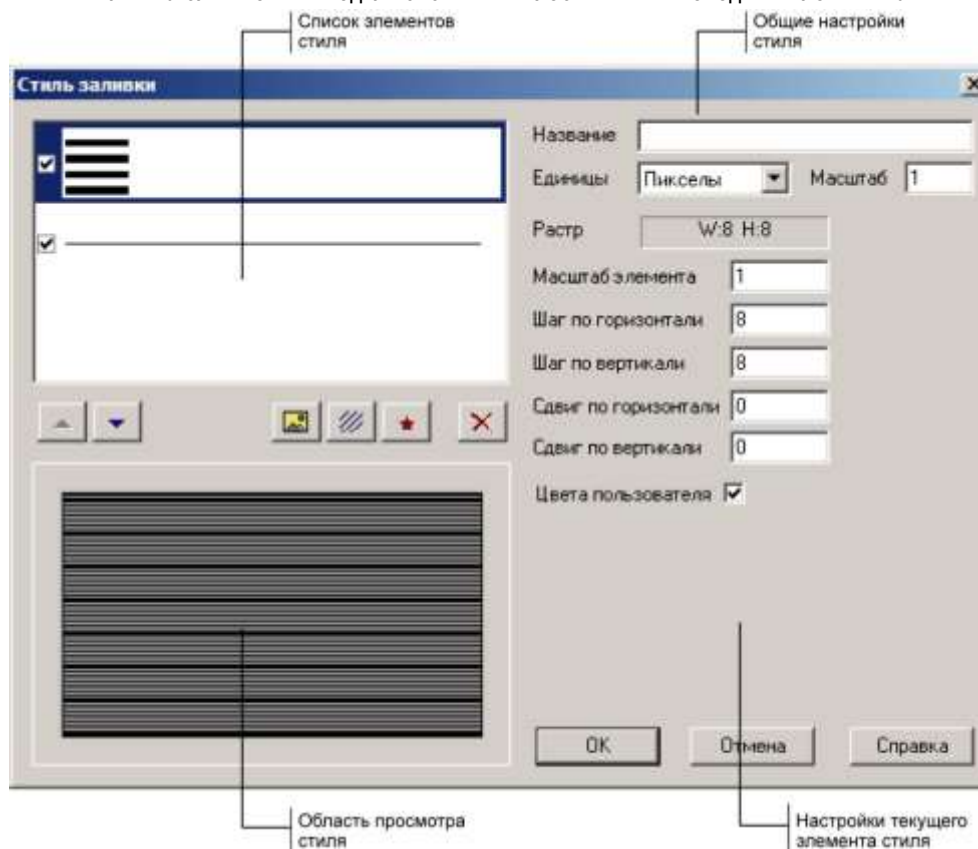 Список элементов
стиля
Общие настройки
стиля
Стиль заливки
Название
Единицы Пикселы Масштаб 1
Растр W:8 H:8
Масштаб элемента 1
Шаг по горизонтали 8
Шаг по вертикали 8
Сдвиг по горизонтали 0
Сдвиг по вертикали 0
Цвета пользователя
OK Отмена Справка
Область просмотра
стиля
Настройки текущего
элемента стиля